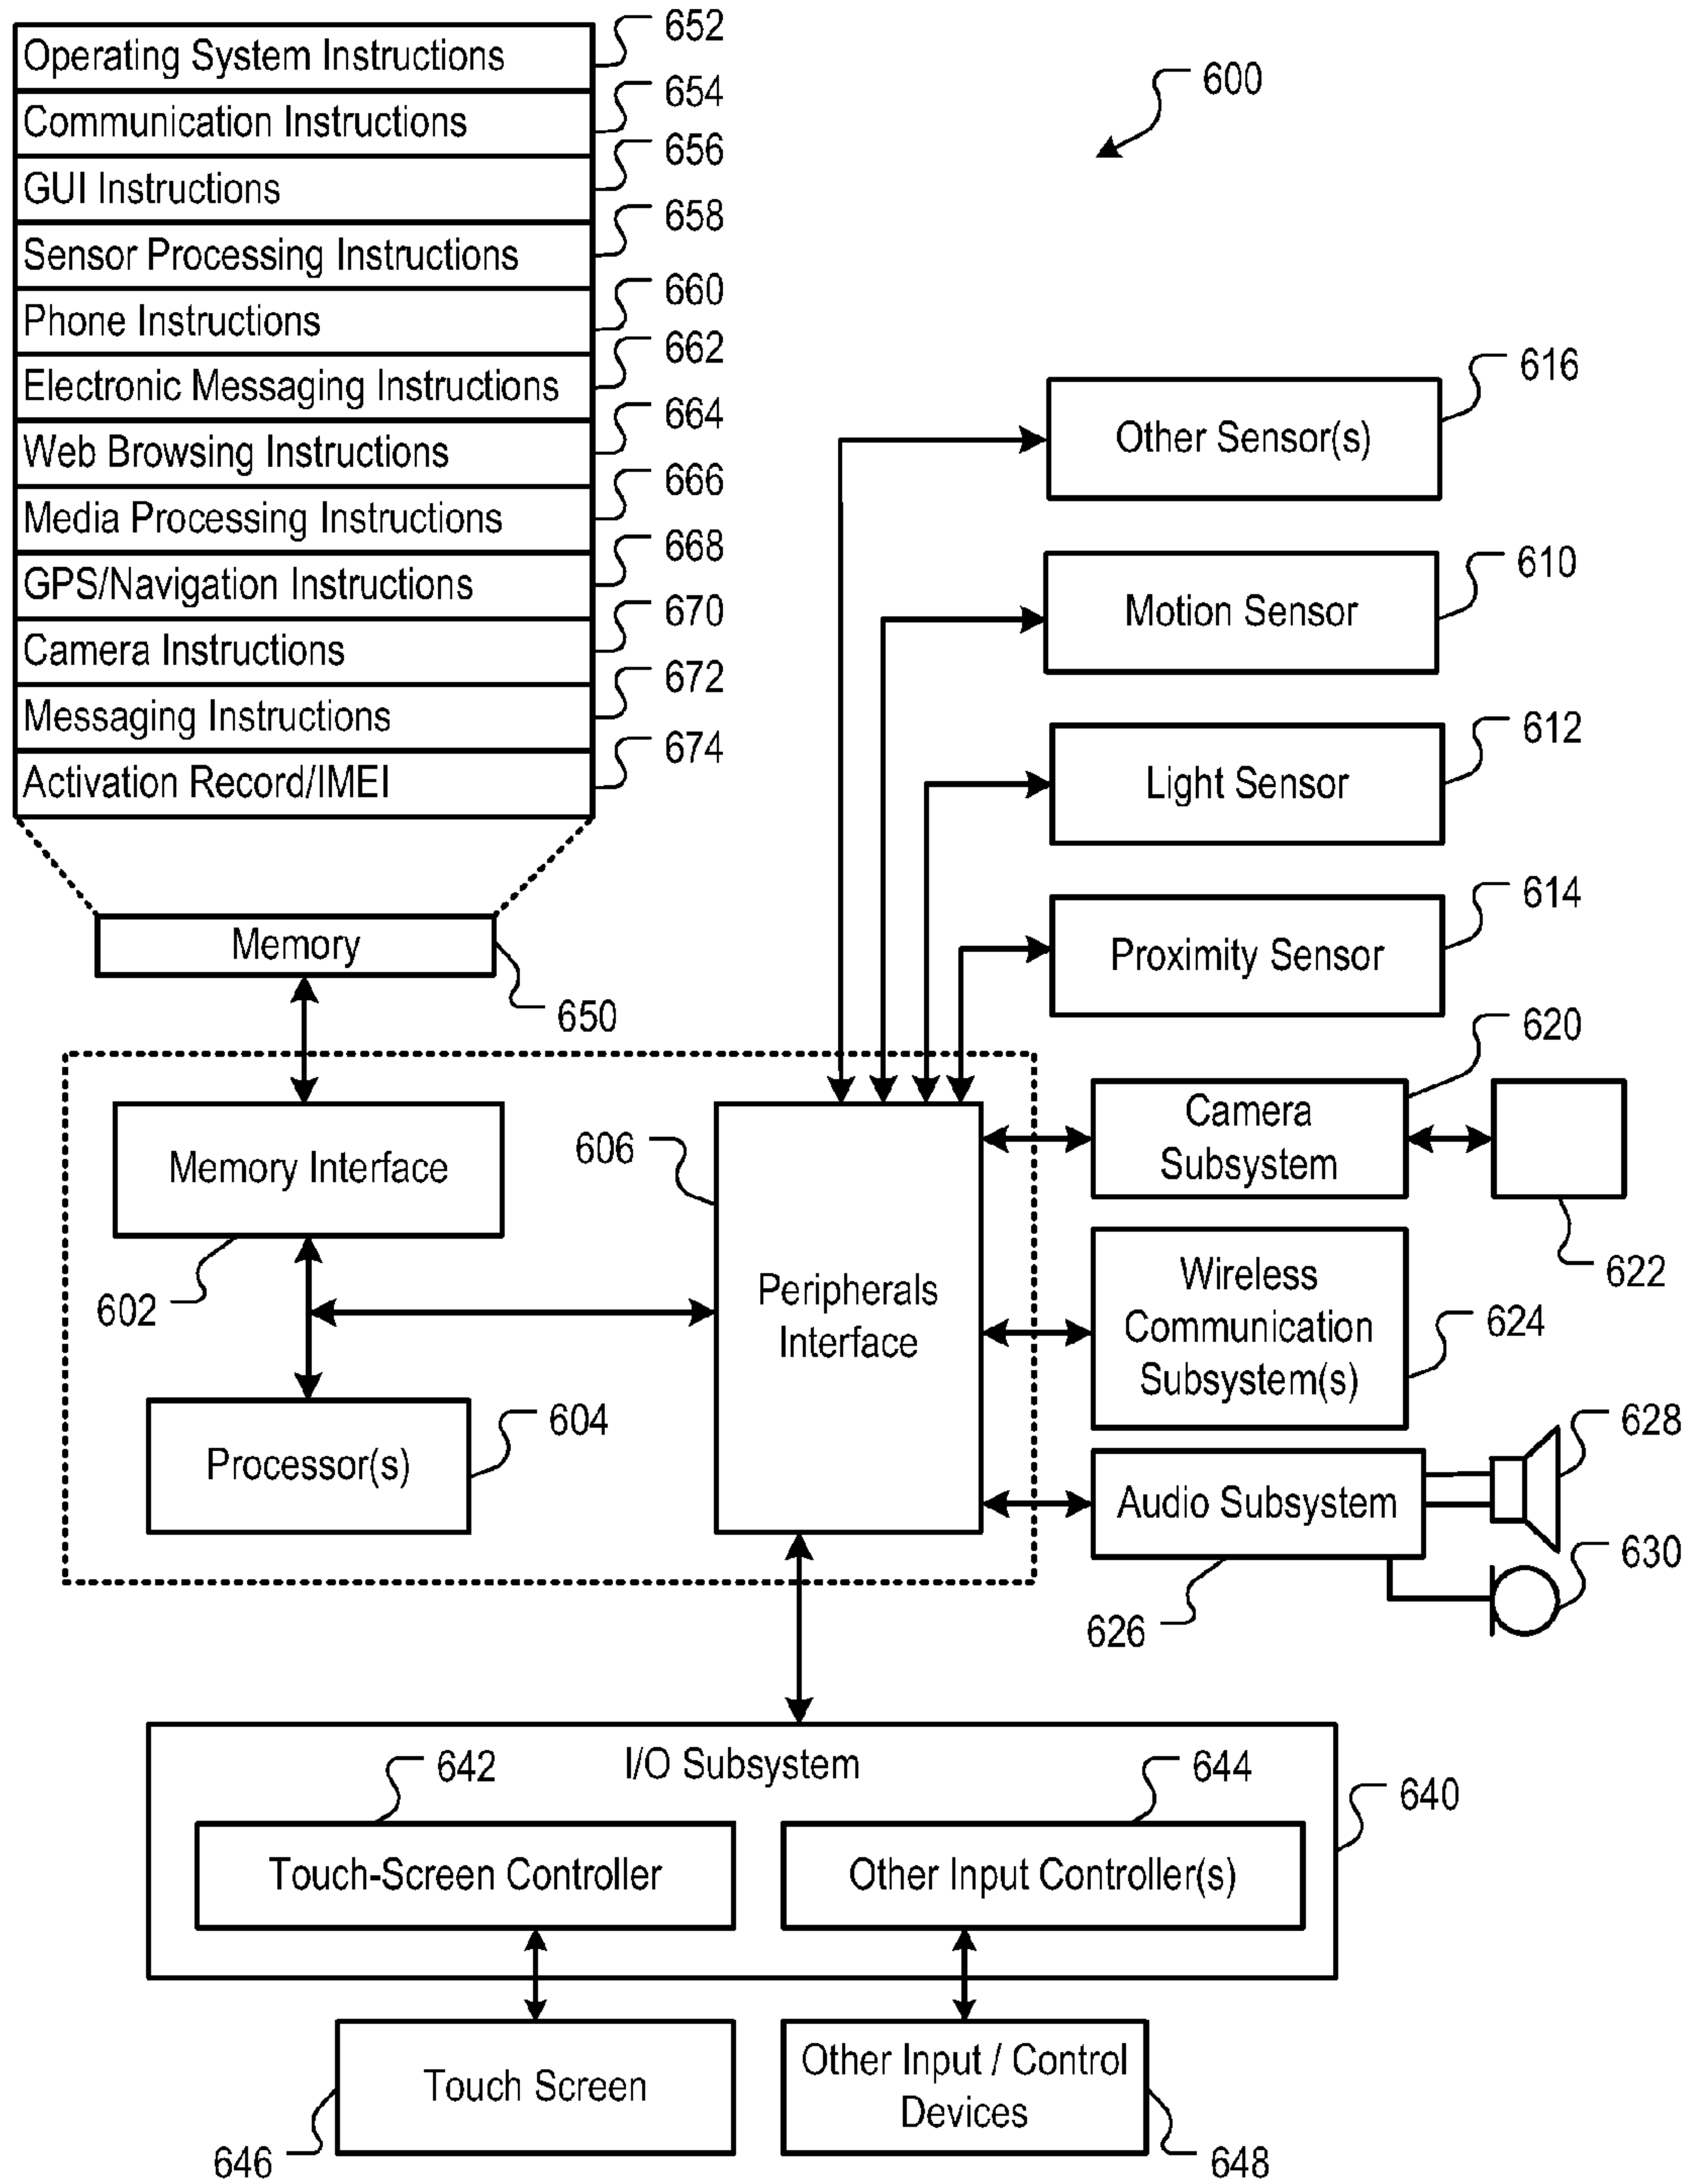 652
Operating System Instructions
654
Communication Instructions
656
GUI Instructions
658
Sensor Processing Instructions
660
Phone Instructions
662
Electronic Messaging Instructions
664
Web Browsing Instructions
666
Media Processing Instructions
668
GPS/Navigation Instructions
670
Camera Instructions
672
Messaging Instructions
674
Activation Record/IMEI
600
616
Other Sensor(s)
610
Motion Sensor
612
Light Sensor
614
Proximity Sensor
Memory
650
620
Camera
Subsystem
622
606
Memory Interface
602
Peripherals
Interface
Wireless
Communication
Subsystem(s)
624
604
Processor(s)
628
Audio Subsystem
630
626
642
I/O Subsystem
644
640
Touch-Screen Controller
Other Input Controller(s)
Touch Screen
646
Other Input / Control
Devices
648